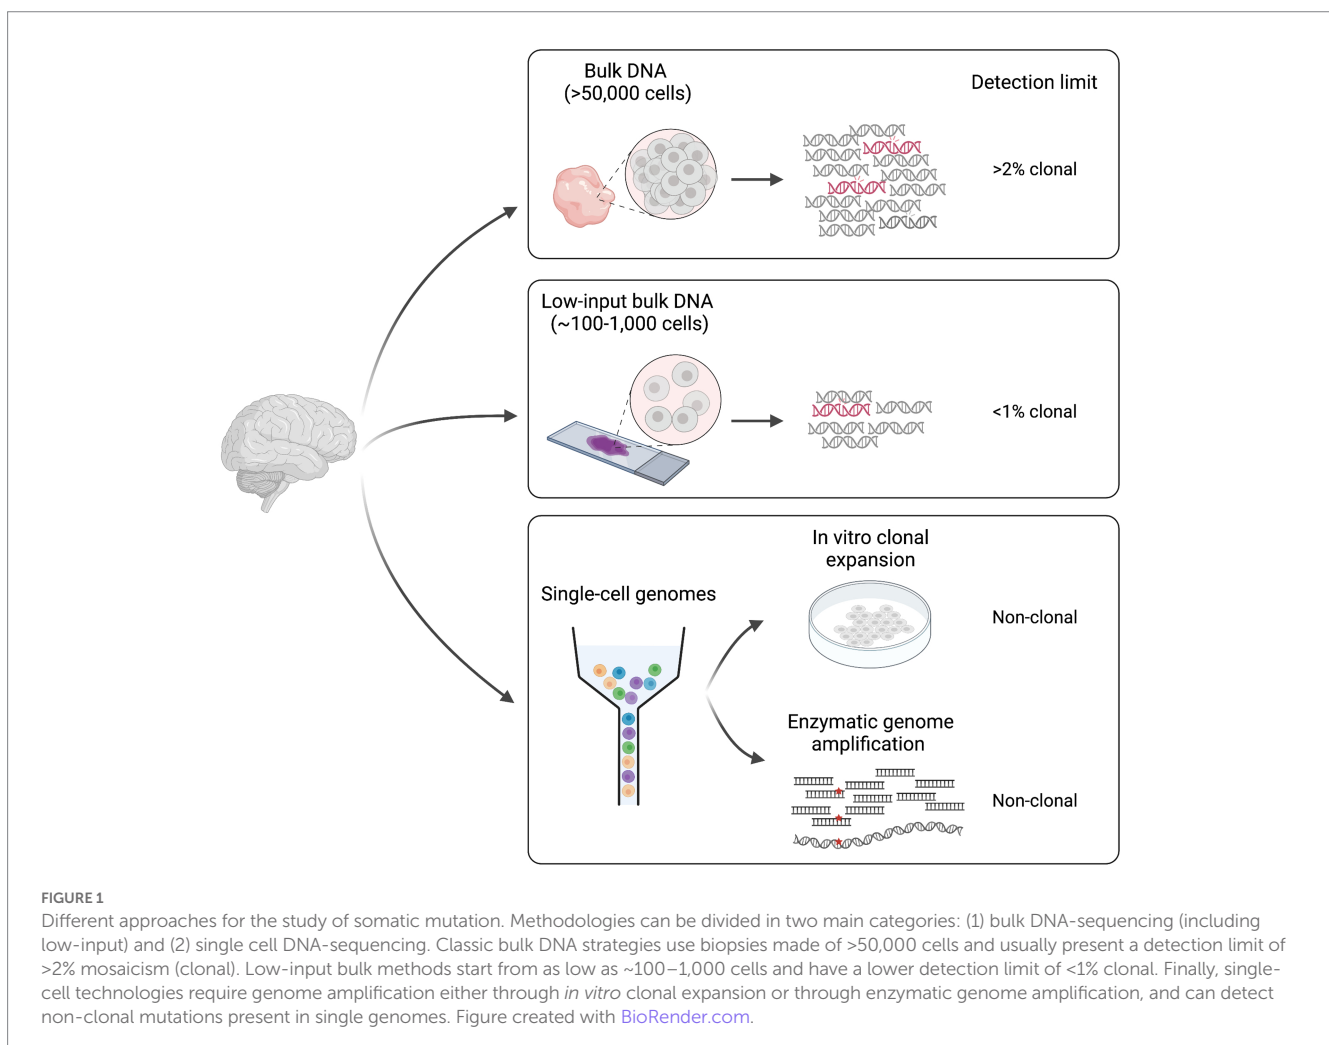 Bulk DNA
(>50,000 cells)
Detection limit
>2% clonal
Low-input bulk DNA
(~100-1,000 cells)
<1% clonal
In vitro clonal
expansion
Single-cell genomes
Non-clonal
Enzymatic genome
amplification
Non-clonal
FIGURE 1
Different approaches for the study of somatic mutation. Methodologies can be divided in two main categories: (1) bulk DNA-sequencing (including
low-input) and (2) single cell DNA-sequencing. Classic bulk DNA strategies use biopsies made of >50,000 cells and usually present a detection limit of
>2% mosaicism (clonal). Low-input bulk methods start from as low as ~100–1,000 cells and have a lower detection limit of <1% clonal. Finally, single-
cell technologies require genome amplification either through in vitro clonal expansion or through enzymatic genome amplification, and can detect
non-clonal mutations present in single genomes. Figure created with BioRender.com.